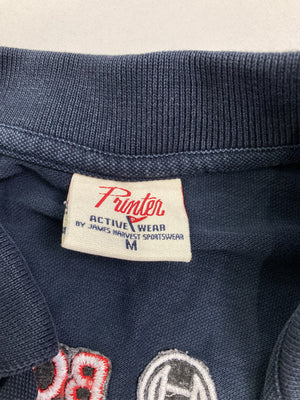 Printer
ACTIVE WEAR
BY JAMES HARVEST SPORTSWEAR
M